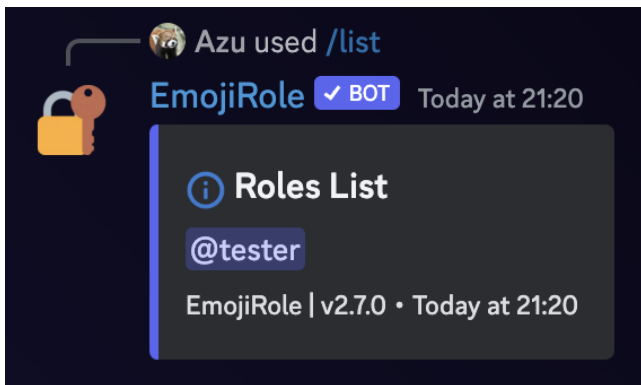 Azu used /list
EmojiRole ✓ BOT Today at 21:20
Roles List
@tester
EmojiRole | v2.7.0 • Today at 21:20